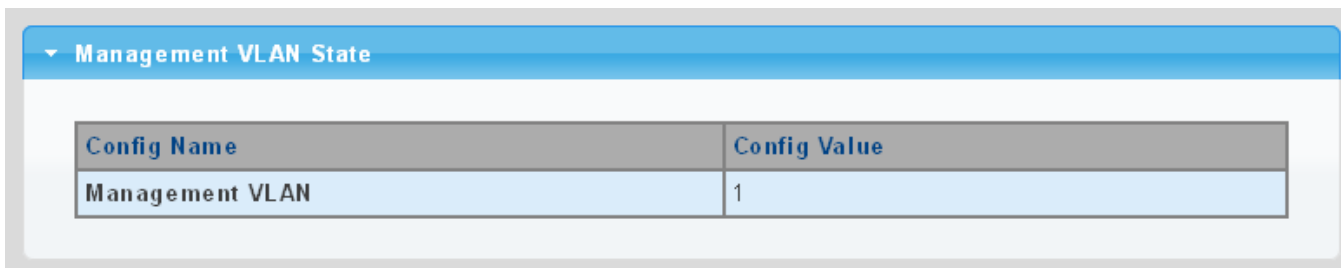 Management VLAN State
Config Name Config Value
Management VLAN 1